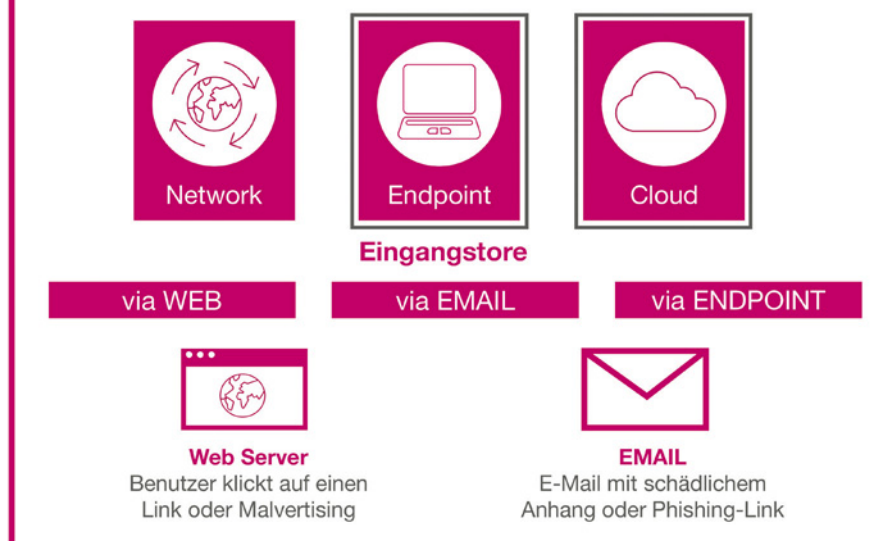 Network
Endpoint
Cloud
Eingangstore
via WEB
via EMAIL
via ENDPOINT
Web Server
Benutzer klickt auf einen
Link oder Malvertising
EMAIL
E-Mail mit schädlichem
Anhang oder Phishing-Link